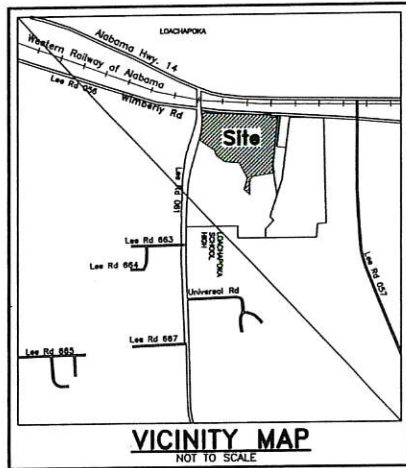 LOACHAPOKA
Alabama Hwy. 14
Western Railway of Alabama
Lee Rd 056
Wimberly Rd
Site
Lee Rd 061
Lee Rd 663
LOACHAPOKA
HIGH
SCHOOL
Lee Rd 664
Lee Rd 057
Universal Rd
Lee Rd 667
Lee Rd 665
VICINITY MAP
NOT TO SCALE